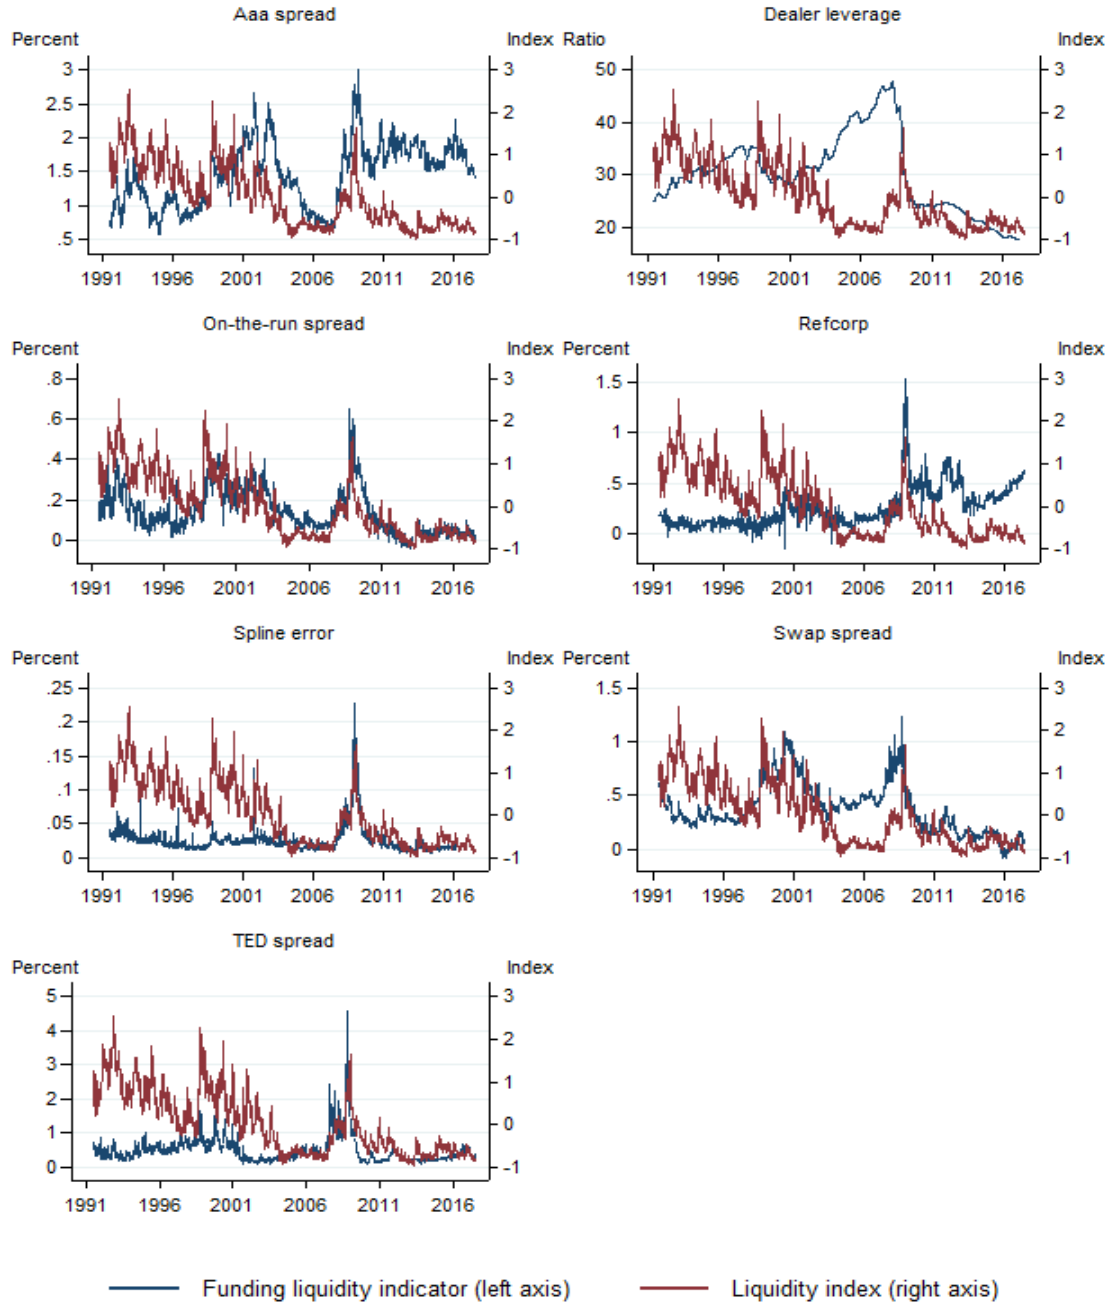 Aaa spread
Percent Index
3 3
2.5 2
2 1
1.5 0
1 -1
.5
1991 1996 2001 2006 2011 2016
Dealer leverage
Ratio Index
50 3
40 2
30 1
20 0
-1
1991 1996 2001 2006 2011 2016
On-the-run spread
Percent Index
.8 3
.6 2
.4 1
.2 0
0 -1
1991 1996 2001 2006 2011 2016
Refcorp
Percent Index
1.5 3
1 2
.5 1
0 0
-1
1991 1996 2001 2006 2011 2016
Spline error
Percent Index
.25 3
.2 2
.15 1
.1 0
.05 -1
0
1991 1996 2001 2006 2011 2016
Swap spread
Percent Index
1.5 3
1 2
.5 1
0 0
-1
1991 1996 2001 2006 2011 2016
TED spread
Percent Index
5 3
4 2
3 1
2 0
1 -1
0
1991 1996 2001 2006 2011 2016
Funding liquidity indicator (left axis) Liquidity index (right axis)